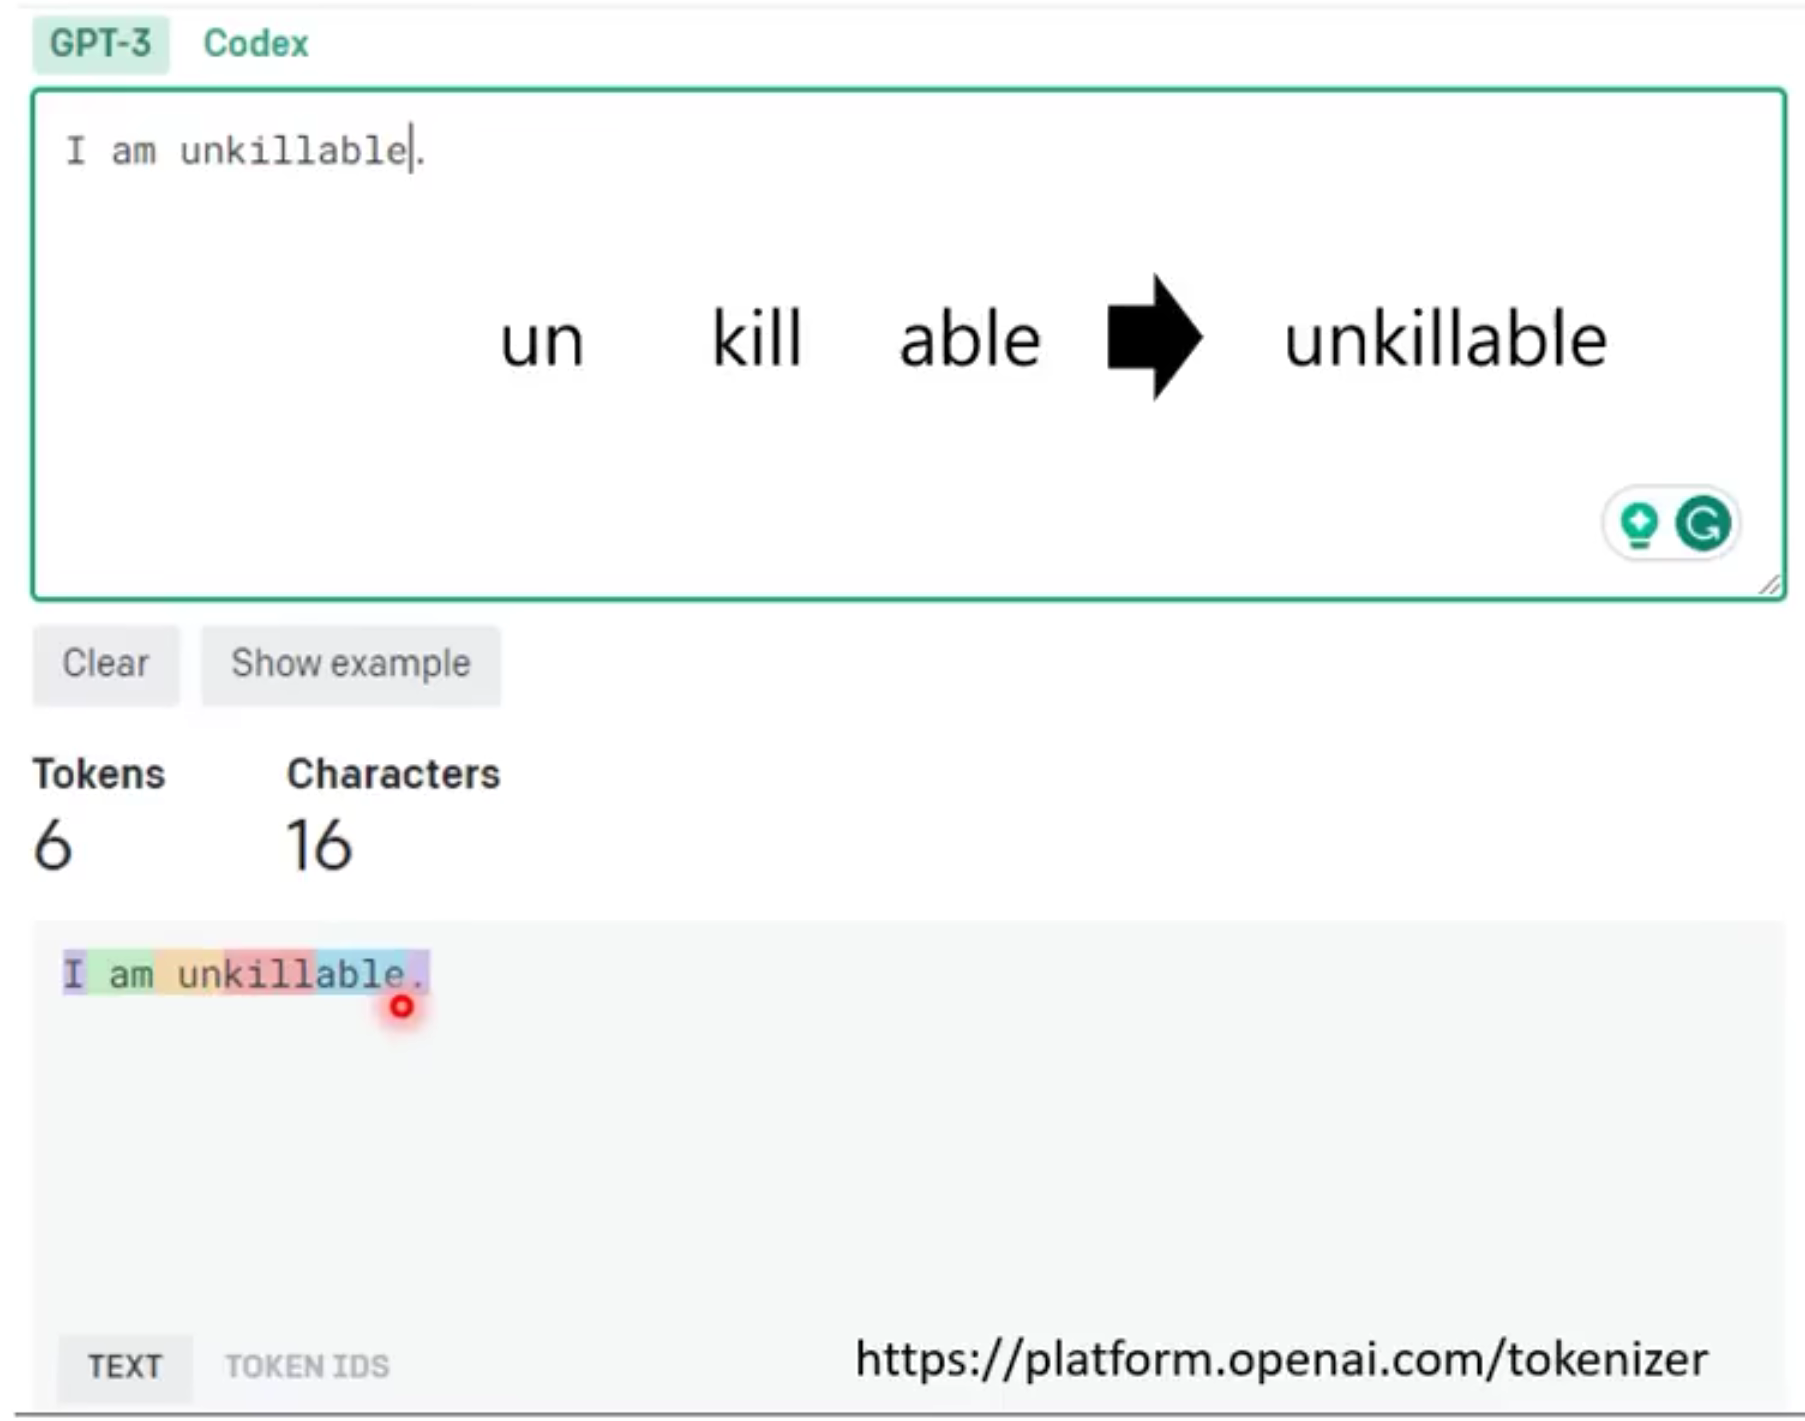 GPT-3 Codex
I am unkillable.
un kill able unkillable
Clear Show example
Tokens Characters
6 16
I am unkillable.
TEXT TOKEN IDS
https://platform.openai.com/tokenizer